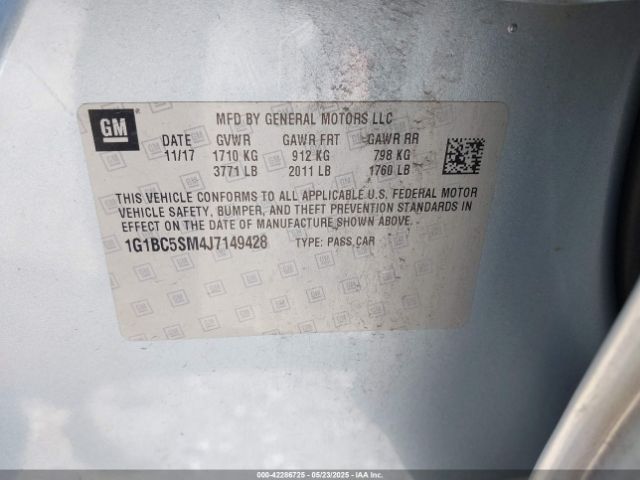 GM
MFD BY GENERAL MOTORS LLC
DATE GVWR GAWR FRT GAWR RR
11/17 1710 KG 912 KG 798 KG
3771 LB 2011 LB 1760 LB
THIS VEHICLE CONFORMS TO ALL APPLICABLE U.S. FEDERAL MOTOR
VEHICLE SAFETY, BUMPER, AND THEFT PREVENTION STANDARDS IN
EFFECT ON THE DATE OF MANUFACTURE SHOWN ABOVE.
1G1BC5SM4J7149428 TYPE: PASS CAR
000-42286725 - 05/23/2025 - IAA Inc.